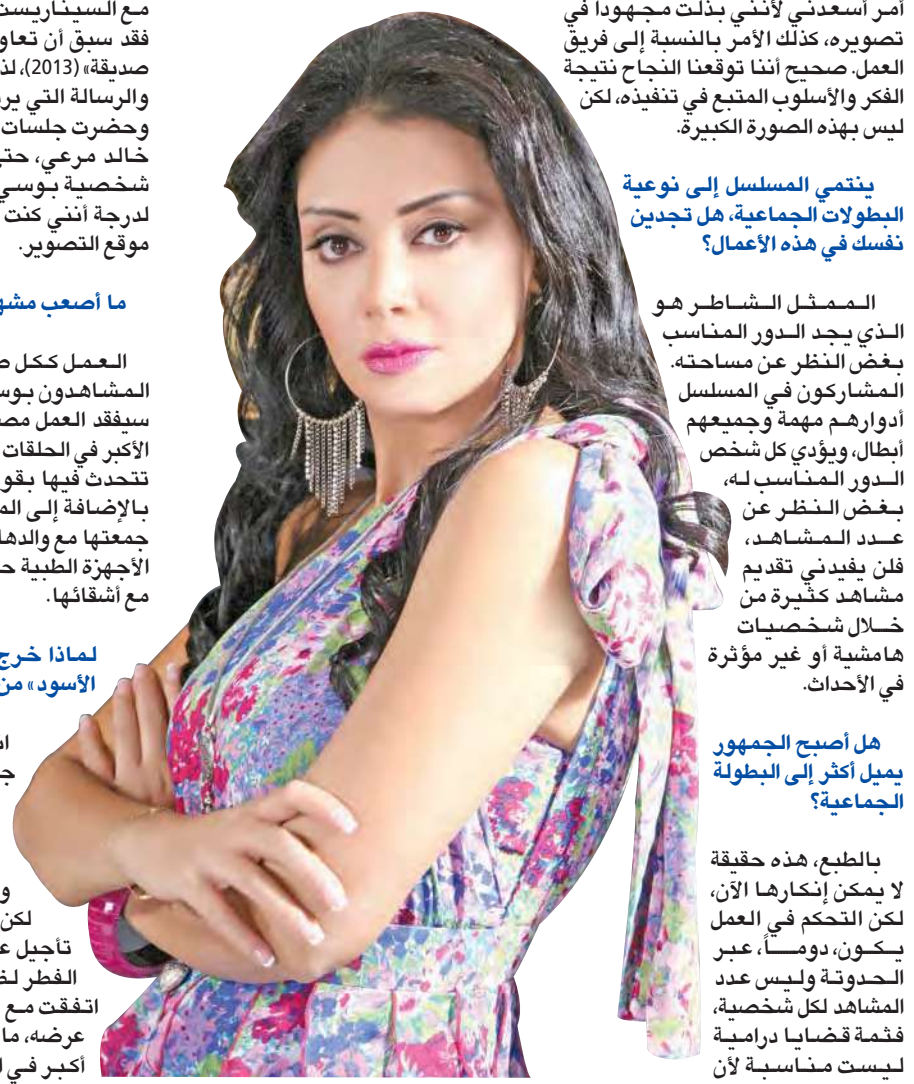 أمر أسعدني لأنني بذلت مجهوداً في
تصويره، كذلك الأمر بالنسبة إلى فريق
العمل. صحيح أننا توقعنا النجاح نتيجة
الفكر والأسلوب المتبع في تنفيذه، لكن
ليس بهذه الصورة الكبيرة.
ينتمي المسلسل إلى نوعية
البطولات الجماعية، هل تجدين
نفسك في هذه الأعمال؟
الممثل الشاطر هو
الذي يجد الدور المناسب
بغض النظر عن مساحته.
المشاركون في المسلسل
أدوارهم مهمة وجميعهم
أبطال، ويؤدي كل شخص
الدور المناسب له،
بغض النظر عن
عدد المشاهد،
فلن يفيدني تقديم
مشاهد كثيرة من
خلال شخصيات
هامشية أو غير مؤثرة
في الأحداث.
هل أصبح الجمهور
يميل أكثر إلى البطولة
الجماعية؟
بالطبع، هذه حقيقة
لا يمكن إنكارها الآن،
لكن التحكم في العمل
يكون، دوماً، عبر
الحدوتة وليس عدد
المشاهد لكل شخصية،
فثمة قضايا درامية
ليست مناسبة لأن
مع السيناريست
فقد سبق أن تعاو
صديقة» (2013)، لذ
والرسالة التي ير
وحضرت جلسات
خالد مرعي، حتى
شخصية بوسي
لدرجة أنني كنت
موقع التصوير.
ما أصعب مشه
العمل ككل ص
المشاهدون بوس
سيفقد العمل مص
الأكبر في الحلقات
تتحدث فيها بقو
بالإضافة إلى الم
جمعتها مع والدها
الأجهزة الطبية ح
مع أشقائها.
لماذا خرج
الأسود» من
ا
ج
و
لكن
تأجيل ع
الفطر لظ
اتفقت مع
عرضه، ما
أكبر في ل